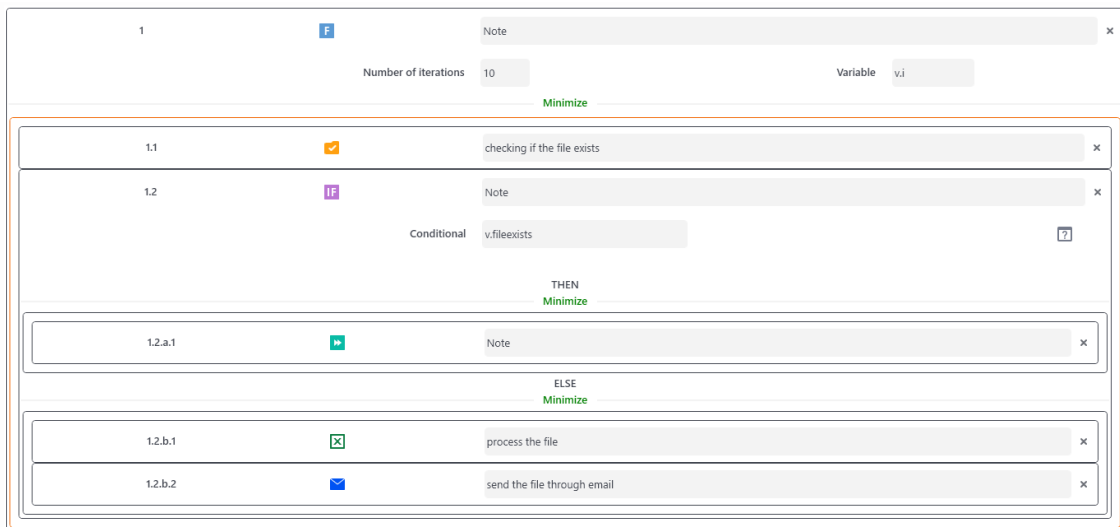 1 F Note ×
Number of iterations 10 Variable v.i
Minimize
1.1 checking if the file exists ×
1.2 IF Note ×
Conditional v.fileexists ?
THEN
Minimize
1.2.a.1 Note ×
ELSE
Minimize
1.2.b.1 process the file ×
1.2.b.2 send the file through email ×